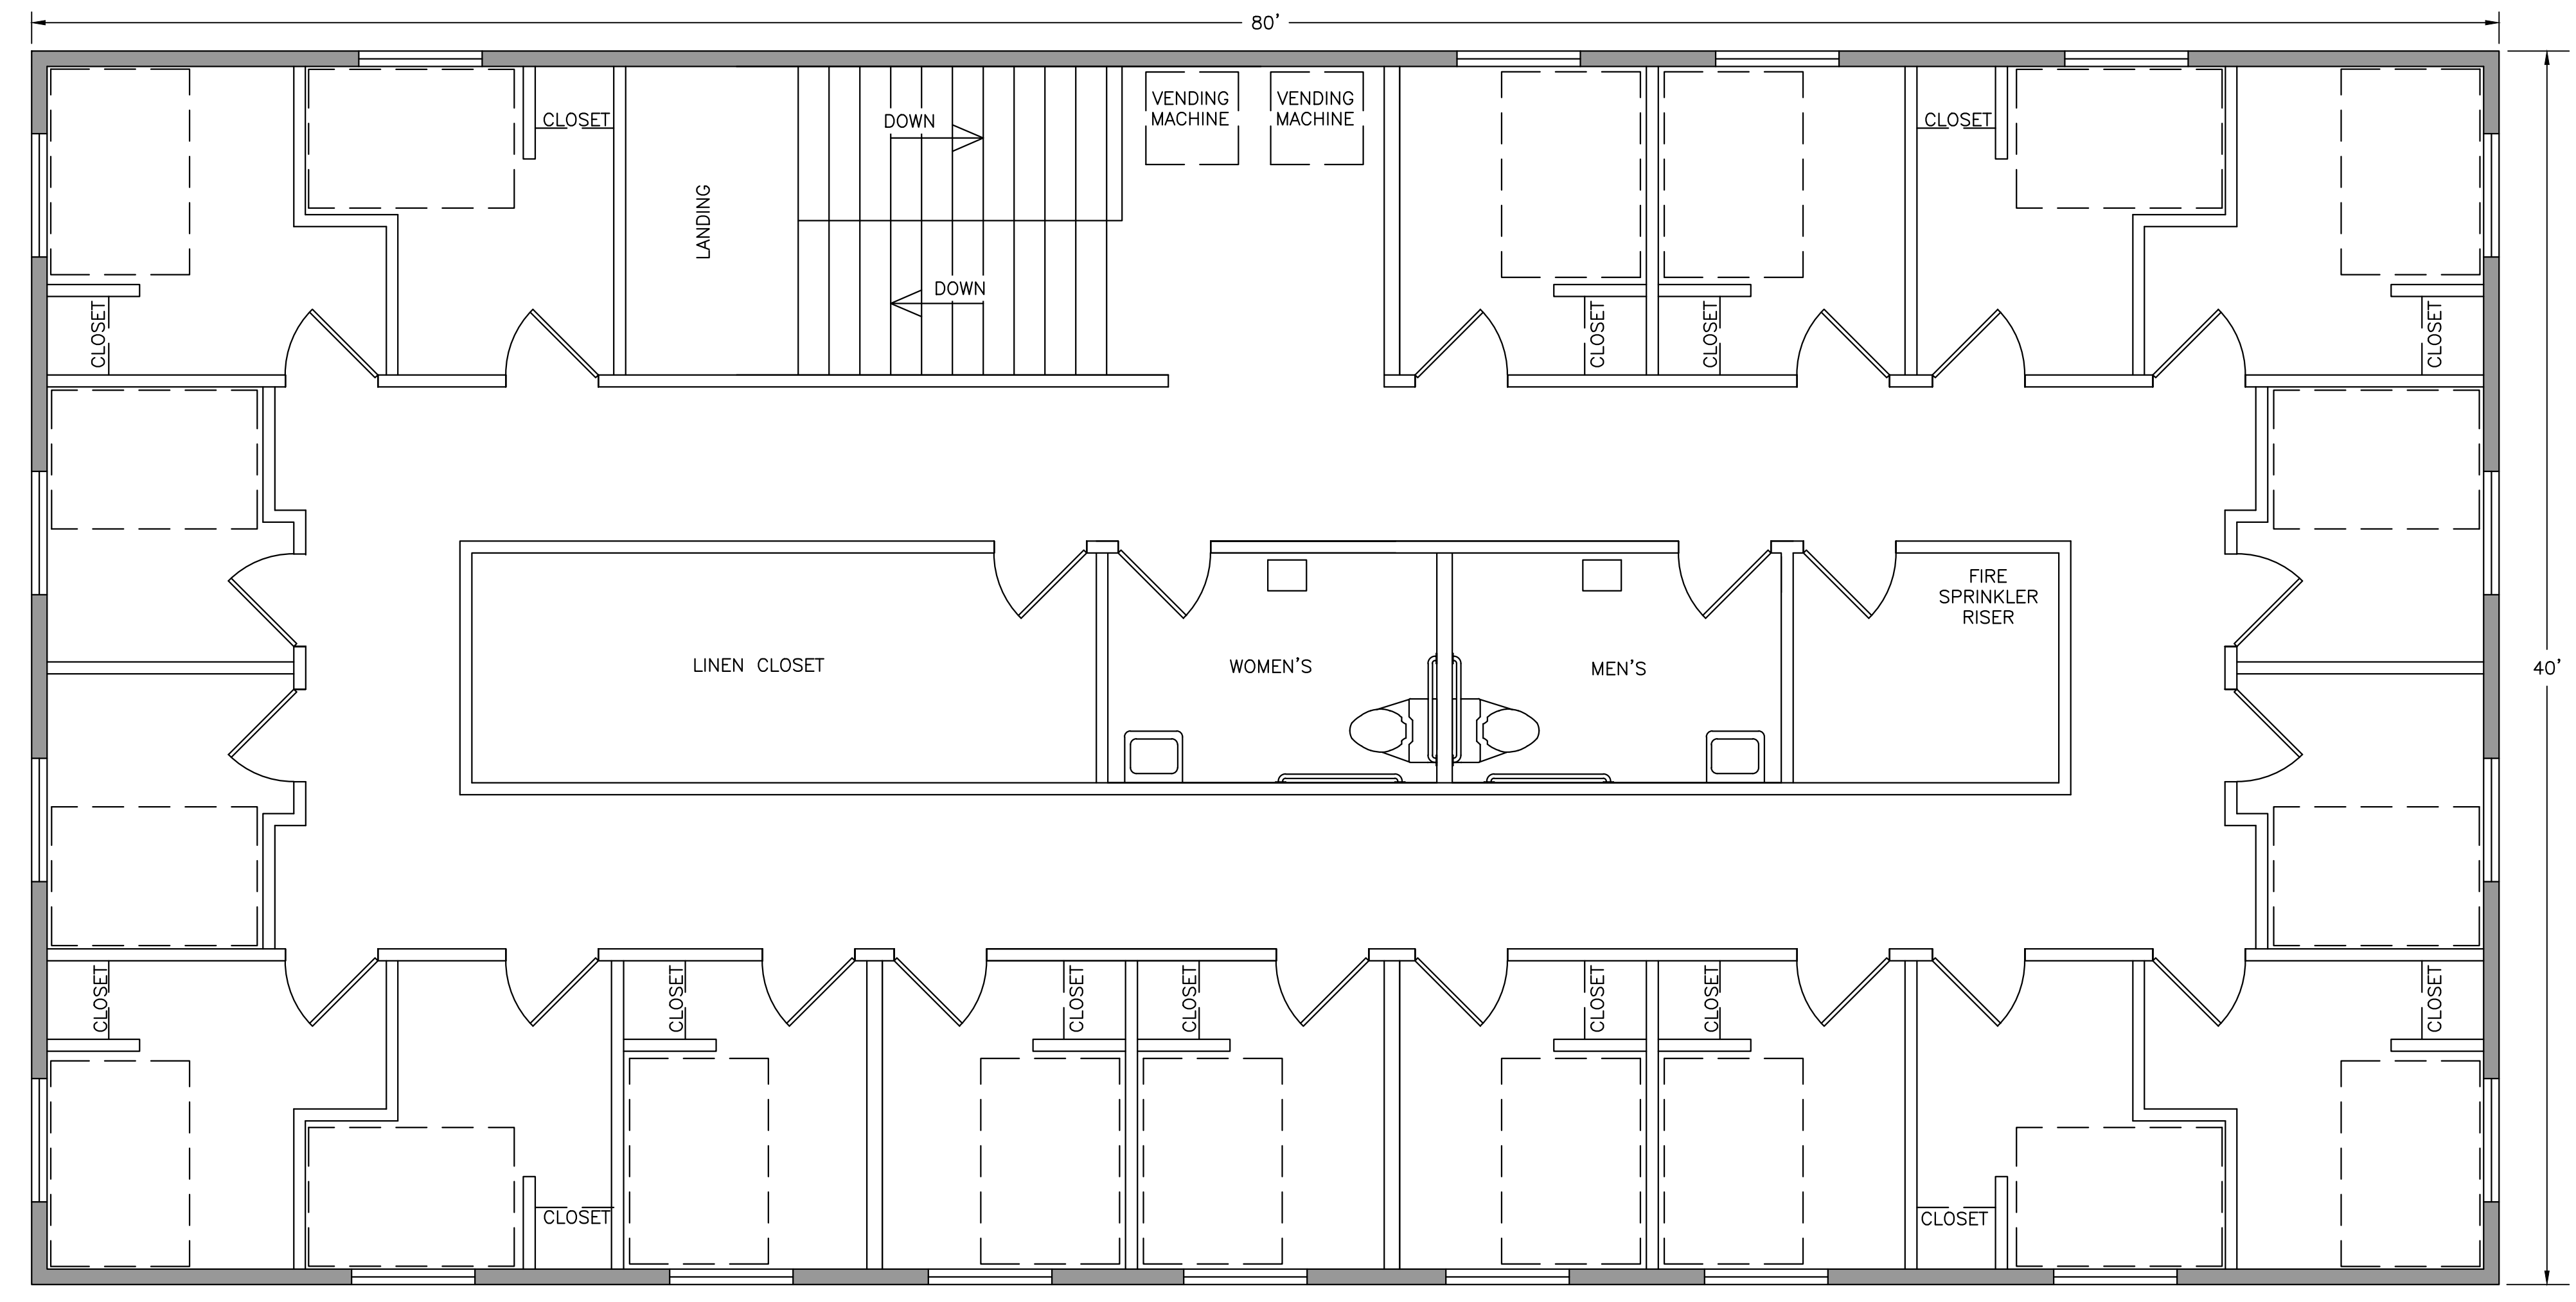 80'
VENDING
MACHINE
VENDING
MACHINE
CLOSET
DOWN
CLOSET
LANDING
DOWN
CLOSET
CLOSET
CLOSET
CLOSET
FIRE
SPRINKLER
RISER
LINEN CLOSET
WOMEN'S
MEN'S
40'
CLOSET
CLOSET
CLOSET
CLOSET
CLOSET
CLOSET
CLOSET
CLOSET
CLOSET